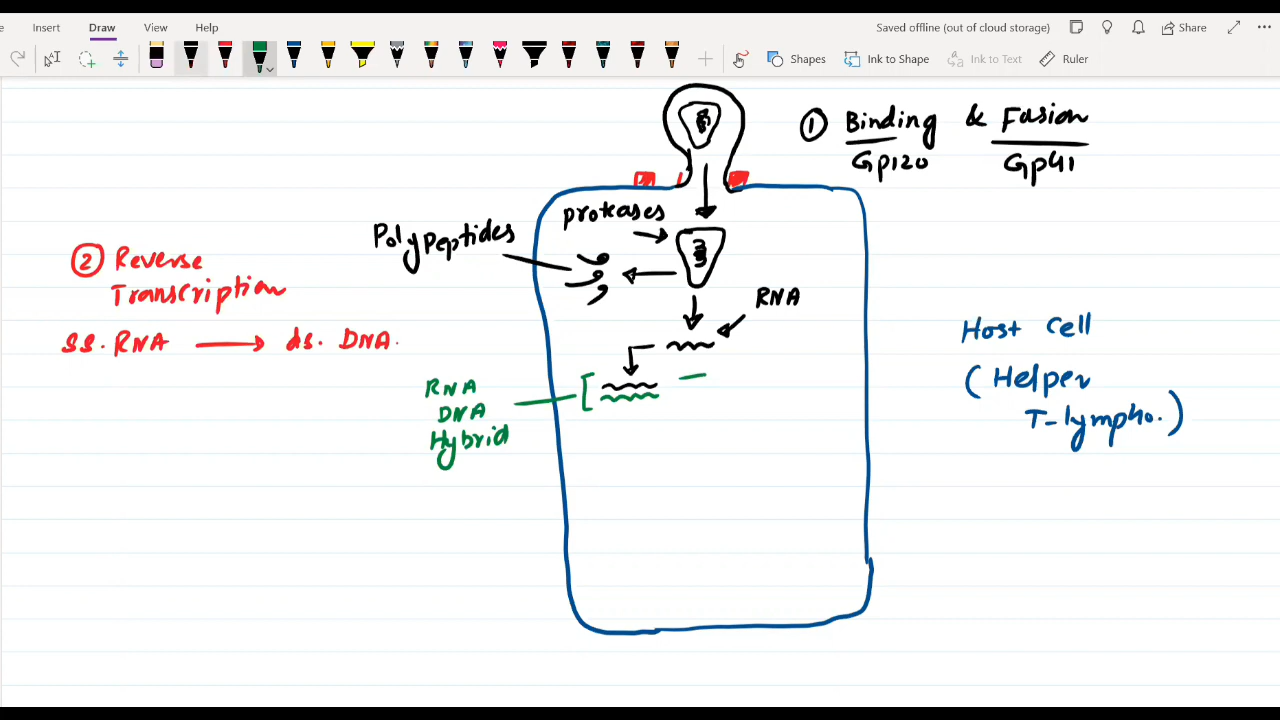 Insert Draw View Help
Saved offline (out of cloud storage)
Share
Shapes
Ink to Shape
Ink to Text
Ruler
① Binding & Fusion
Gp120 Gp41
proteases
Polypeptides
② Reverse
Transcription
RNA
SS. RNA → ds. DNA.
Host Cell
(Helper
T-lympho.)
RNA
DNA
Hybrid